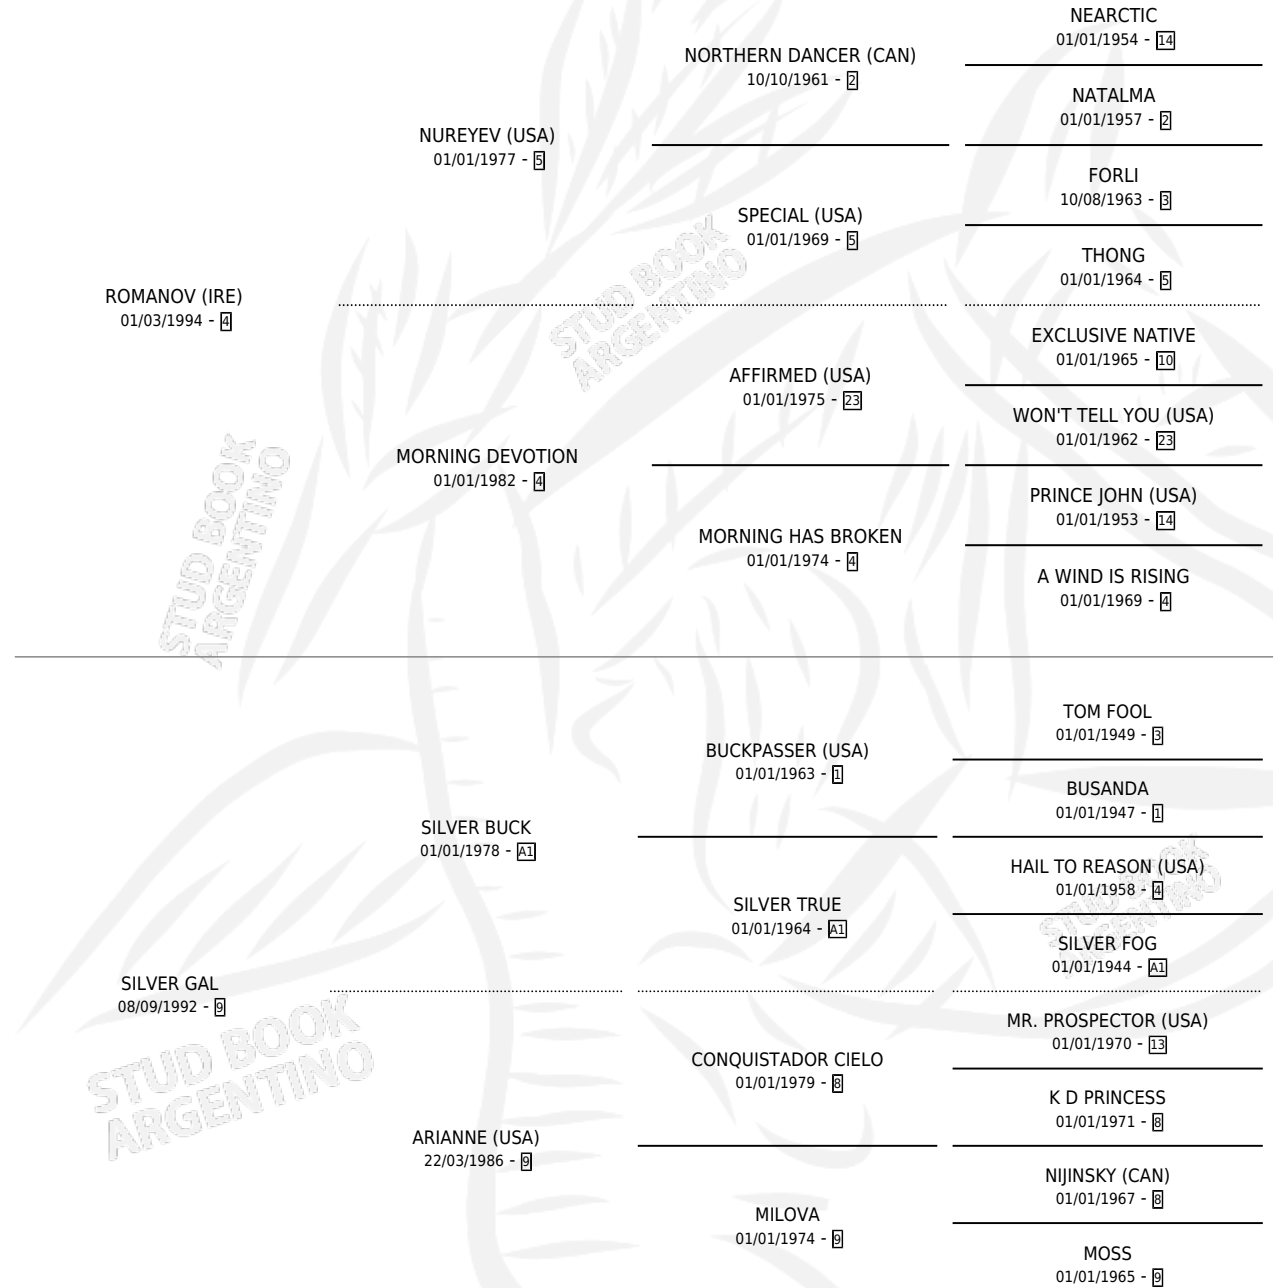 NEARCTIC
01/01/1954 - 14
NORTHERN DANCER (CAN)
10/10/1961 - 2
NATALMA
01/01/1957 - 2
NUREYEV (USA)
01/01/1977 - 5
FORLI
10/08/1963 - 3
SPECIAL (USA)
01/01/1969 - 5
THONG
01/01/1964 - 5
ROMANOV (IRE)
01/03/1994 - 4
EXCLUSIVE NATIVE
01/01/1965 - 10
AFFIRMED (USA)
01/01/1975 - 23
WON'T TELL YOU (USA)
01/01/1962 - 23
MORNING DEVOTION
01/01/1982 - 4
PRINCE JOHN (USA)
01/01/1953 - 14
MORNING HAS BROKEN
01/01/1974 - 4
A WIND IS RISING
01/01/1969 - 4
TOM FOOL
01/01/1949 - 3
BUCKPASSER (USA)
01/01/1963 - 1
BUSANDA
01/01/1947 - 1
SILVER BUCK
01/01/1978 - A1
HAIL TO REASON (USA)
01/01/1958 - 4
SILVER TRUE
01/01/1964 - A1
SILVER FOG
01/01/1944 - A1
SILVER GAL
08/09/1992 - 9
MR. PROSPECTOR (USA)
01/01/1970 - 13
CONQUISTADOR CIELO
01/01/1979 - 8
K D PRINCESS
01/01/1971 - 8
ARIANNE (USA)
22/03/1986 - 9
NIJINSKY (CAN)
01/01/1967 - 8
MILOVA
01/01/1974 - 9
MOSS
01/01/1965 - 9
STUD BOOK
ARGENTINO
STUD BOOK
ARGENTINO
STUD BOOK
ARGENTINO
STUD BOOK
ARGENTINO